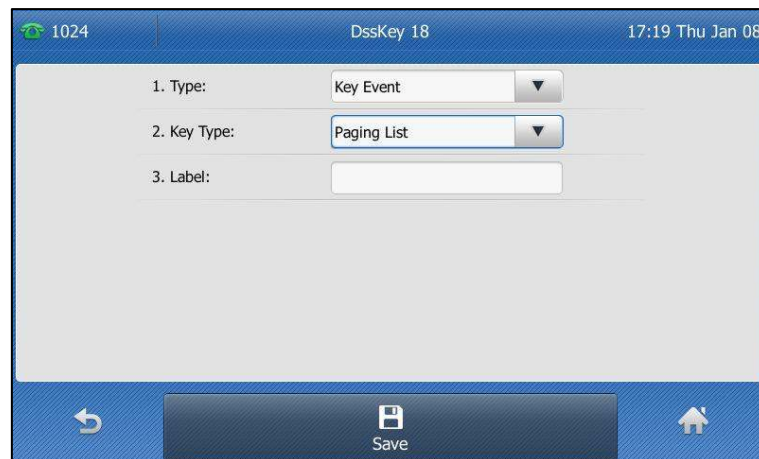 1024 DssKey 18 17:19 Thu Jan 08
1. Type: Key Event
2. Key Type: Paging List
3. Label:
Save